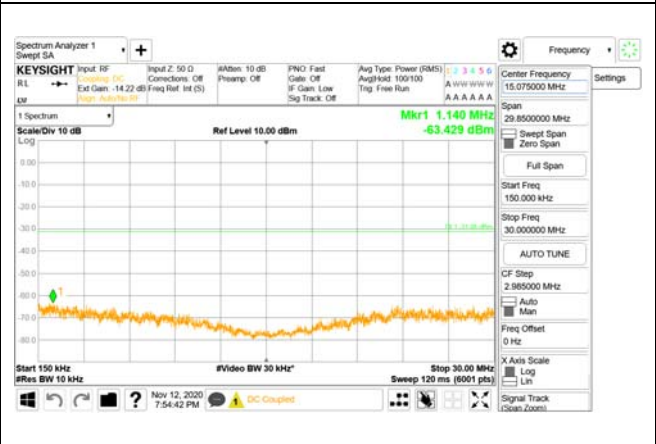 Spectrum Analyzer 1
Swept SA
Frequency
KEYSIGHT
RL
Input: RF
Coupling: DC
Ext Gain: -14.22 dB
Align: Auto/No RF
Input Z: 50 Ω
Corrections: Off
Freq Ref: Int (S)
#Atten: 10 dB
Preamp: Off
PNO: Fast
Gate: Off
IF Gain: Low
Sig Track: Off
Avg Type: Power (RMS)
Avg|Hold: 100/100
Trig: Free Run
1 2 3 4 5 6
A W W W W W
A A A A A A
1 Spectrum
Scale/Div 10 dB
Log
Ref Level 10.00 dBm
Mkr1 1.140 MHz
-63.429 dBm
0.00
-10.0
-20.0
-30.0
-40.0
-50.0
-60.0
-70.0
-80.0
1
Start 150 kHz
#Res BW 10 kHz
#Video BW 30 kHz*
Stop 30.00 MHz
Sweep 120 ms (6001 pts)
Nov 12, 2020
7:54:42 PM
1
DC Coupled
Center Frequency
15.075000 MHz
Settings
Span
29.8500000 MHz
Swept Span
Zero Span
Full Span
Start Freq
150.000 kHz
Stop Freq
30.000000 MHz
AUTO TUNE
CF Step
2.985000 MHz
Auto
Man
Freq Offset
0 Hz
X Axis Scale
Log
Lin
Signal Track
(Span Zoom)